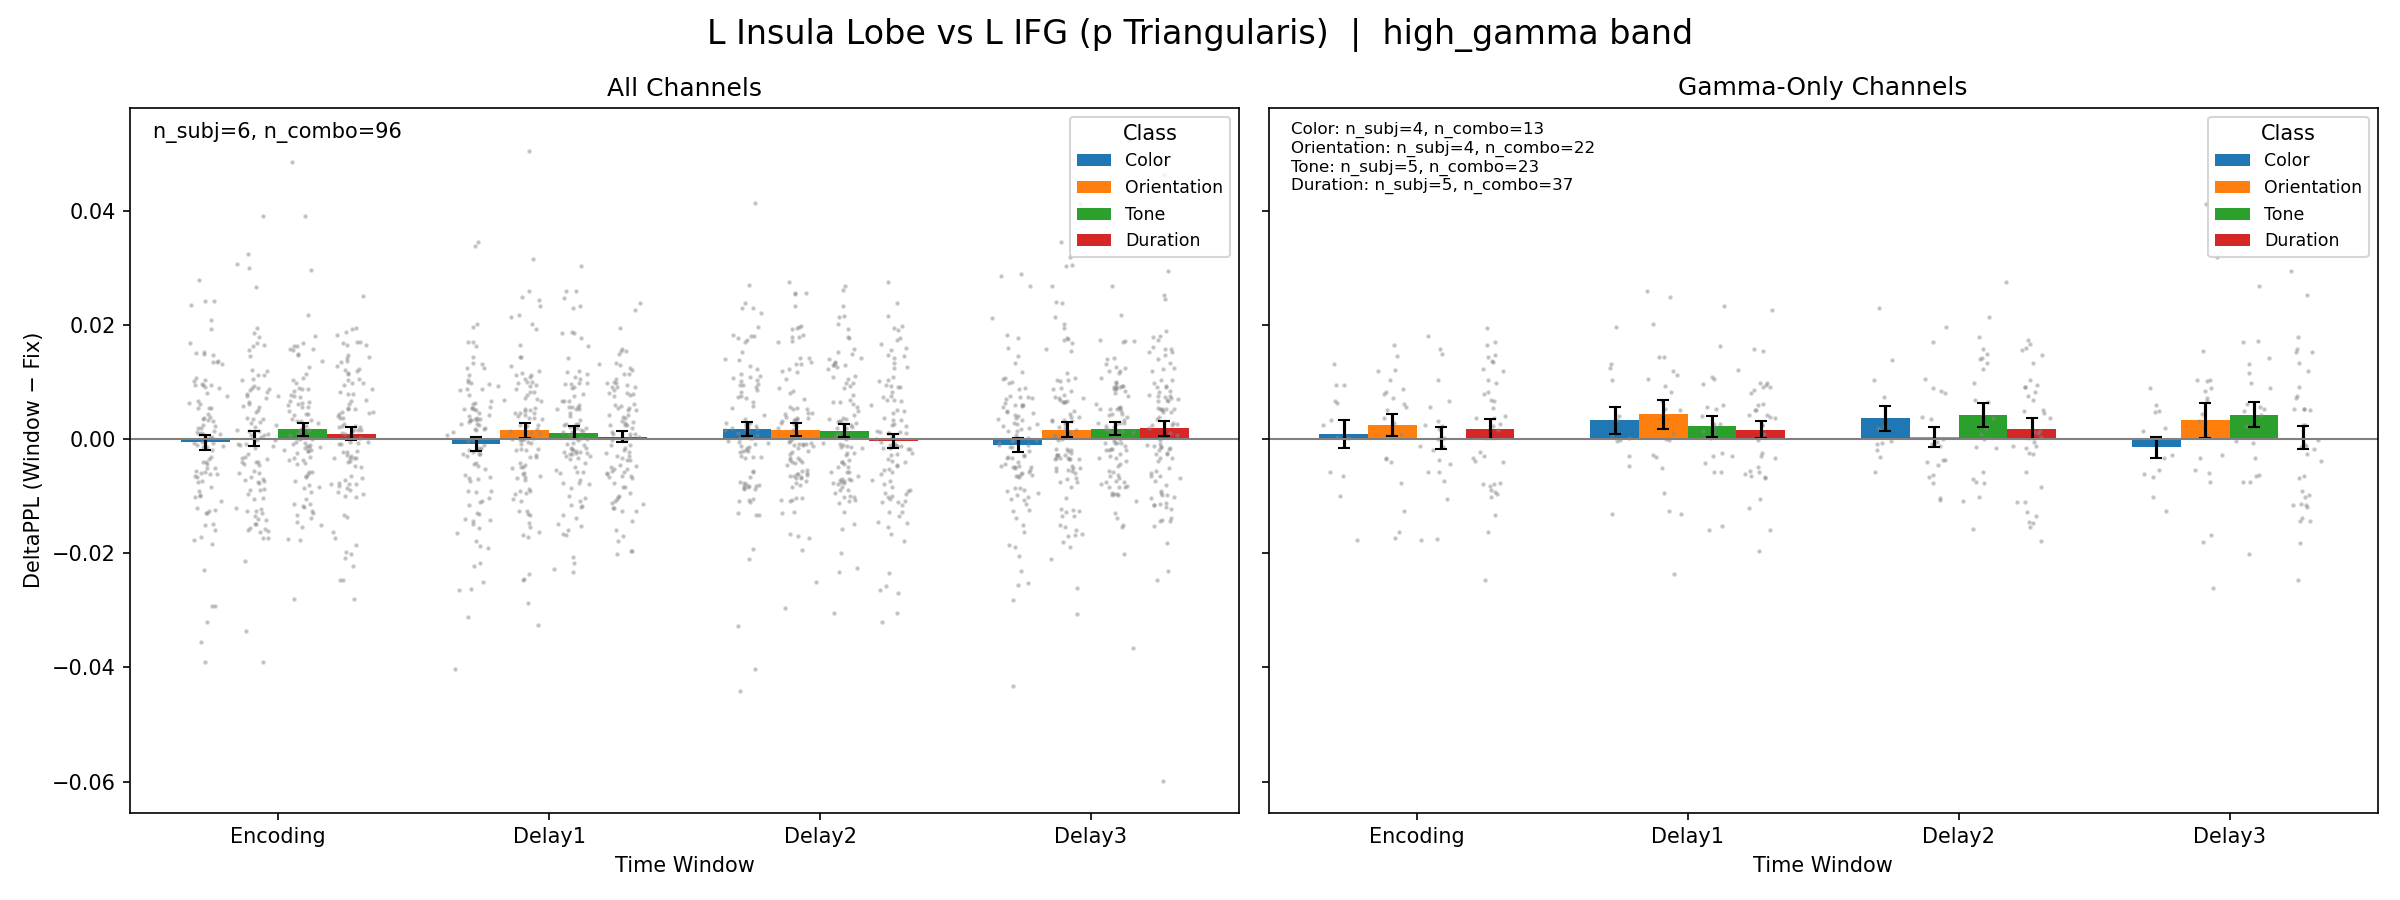 L Insula Lobe vs L IFG (p Triangularis)  |  high_gamma band
All Channels
n_subj=6, n_combo=96
Class
Color
Orientation
Tone
Duration
DeltaPPL (Window − Fix)
0.04
0.02
0.00
−0.02
−0.04
−0.06
Encoding
Delay1
Delay2
Delay3
Time Window
Gamma-Only Channels
Color: n_subj=4, n_combo=13
Orientation: n_subj=4, n_combo=22
Tone: n_subj=5, n_combo=23
Duration: n_subj=5, n_combo=37
Class
Color
Orientation
Tone
Duration
Encoding
Delay1
Delay2
Delay3
Time Window